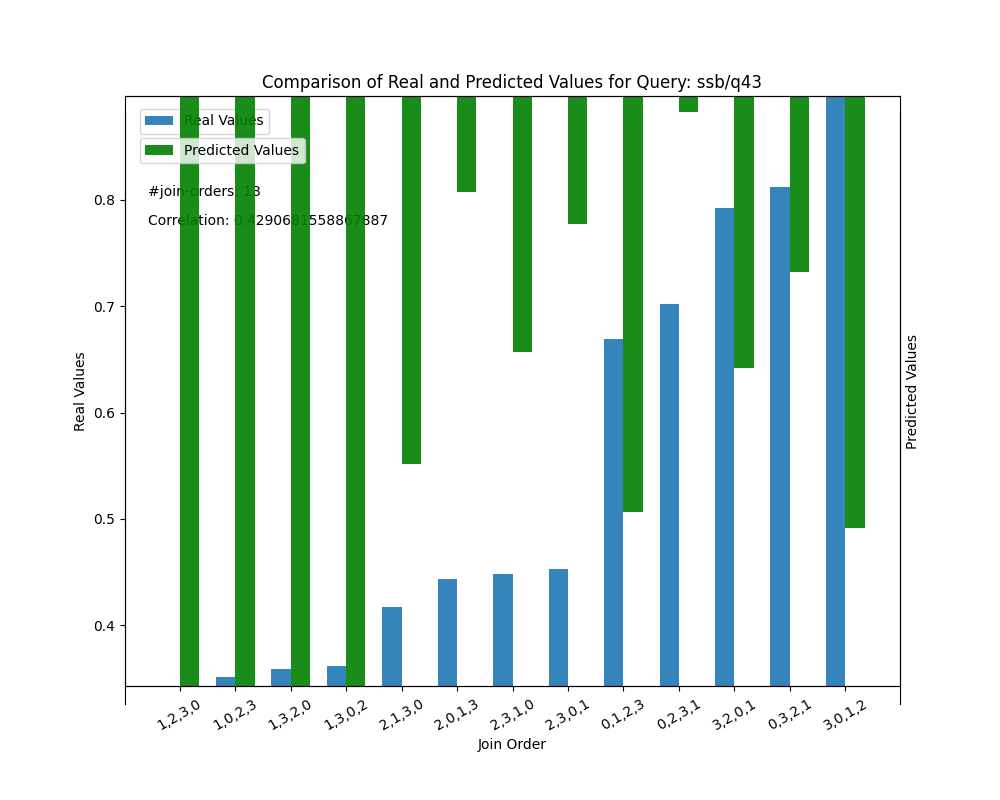 Comparison of Real and Predicted Values for Query: ssb/q43
Real Values
Predicted Values
#join-orders: 13
Correlation:
0.8
0.7
0.6
0.5
0.4
Real Values
Predicted Values
1,2,3,0
1,0,2,3
1,3,2,0
1,3,0,2
2,1,3,0
2,0,1,3
2,3,1,0
2,3,0,1
0,1,2,3
0,2,3,1
3,2,0,1
0,3,2,1
3,0,1,2
Join Order